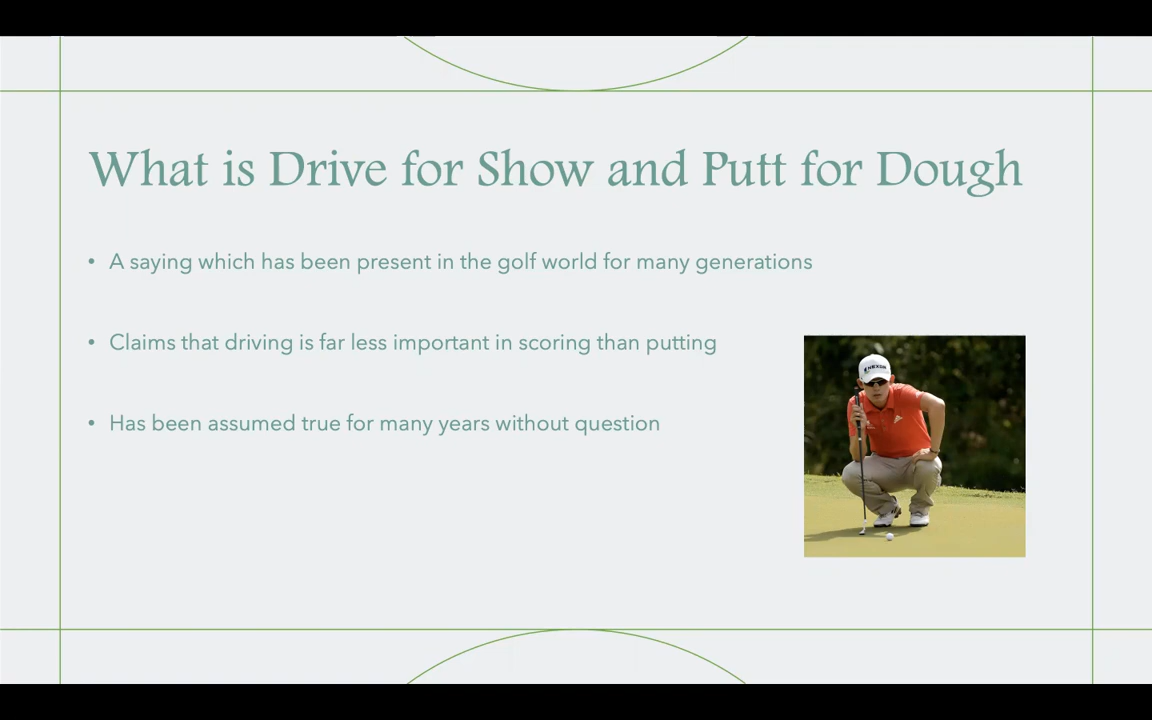 What is Drive for Show and Putt for Dough
• A saying which has been present in the golf world for many generations
• Claims that driving is far less important in scoring than putting
• Has been assumed true for many years without question
NEXON